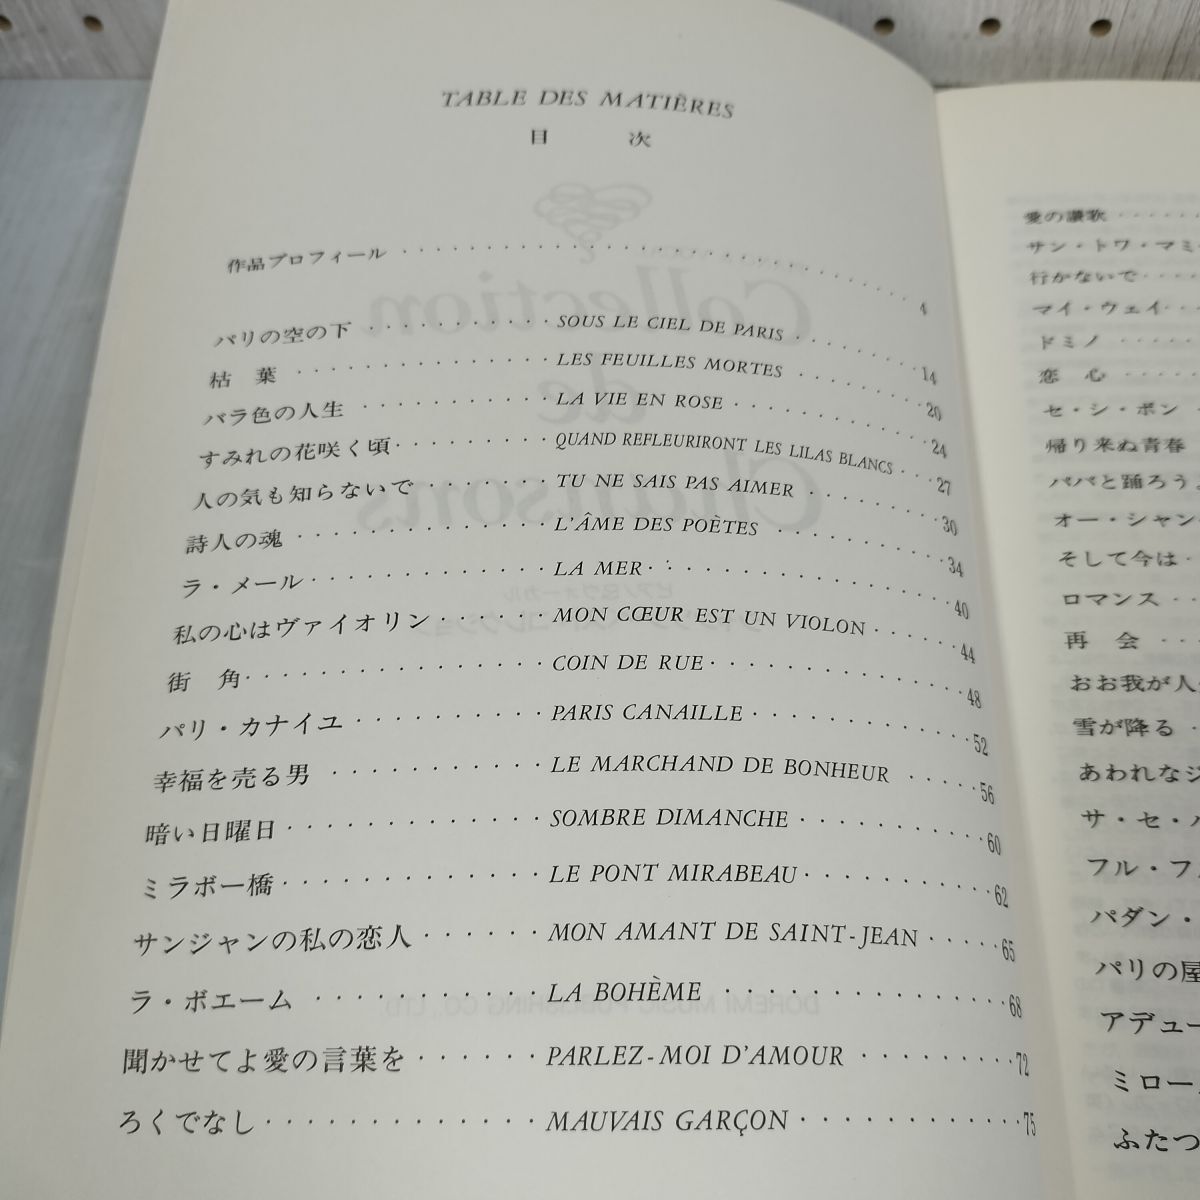 TABLE DES MATIÈRES
目 次
作品プロフィール 4
パリの空の下 SOUS LE CIEL DE PARIS 14
枯 葉 LES FEUILLES MORTES 20
バラ色の人生 LA VIE EN ROSE 24
すみれの花咲く頃 QUAND REFLEURIRONT LES LILAS BLANCS 27
人の気も知らないで TU NE SAIS PAS AIMER 30
詩人の魂 L'ÂME DES POÈTES 34
ラ・メール LA MER 40
私の心はヴァイオリン MON CŒUR EST UN VIOLON 44
街 角 COIN DE RUE 48
パリ・カナイユ PARIS CANAILLE 52
幸福を売る男 LE MARCHAND DE BONHEUR 56
暗い日曜日 SOMBRE DIMANCHE 60
ミラボー橋 LE PONT MIRABEAU 62
サンジャンの私の恋人 MON AMANT DE SAINT-JEAN 65
ラ・ボエーム LA BOHÈME 68
聞かせてよ愛の言葉を PARLEZ-MOI D'AMOUR 72
ろくでなし MAUVAIS GARÇON 75
愛の讃歌
サン・トワ・マミ
行かないで
マイ・ウェイ
ドミノ
恋 心
セ・シ・ボン
帰り来ぬ青春
パパと踊ろうよ
オー・シャン
そして今は
ロマンス
再 会
おお我が人
雪が降る
あわれなジ
サ・セ・パ
フル・フ
パダン・
パリの屋
アデュー
ミロー
ふたつ